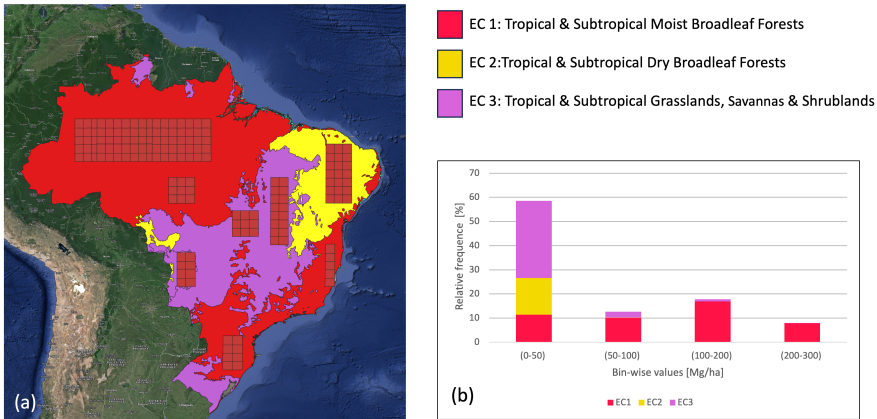 EC 1: Tropical & Subtropical Moist Broadleaf Forests
EC 2:Tropical & Subtropical Dry Broadleaf Forests
EC 3: Tropical & Subtropical Grasslands, Savannas & Shrublands
(a)
70
60
50
40
30
20
10
0
Relative frequence [%]
(0-50)
(50-100)
(100-200)
(200-300)
Bin-wise values [Mg/ha]
(b)
EC1
EC2
EC3